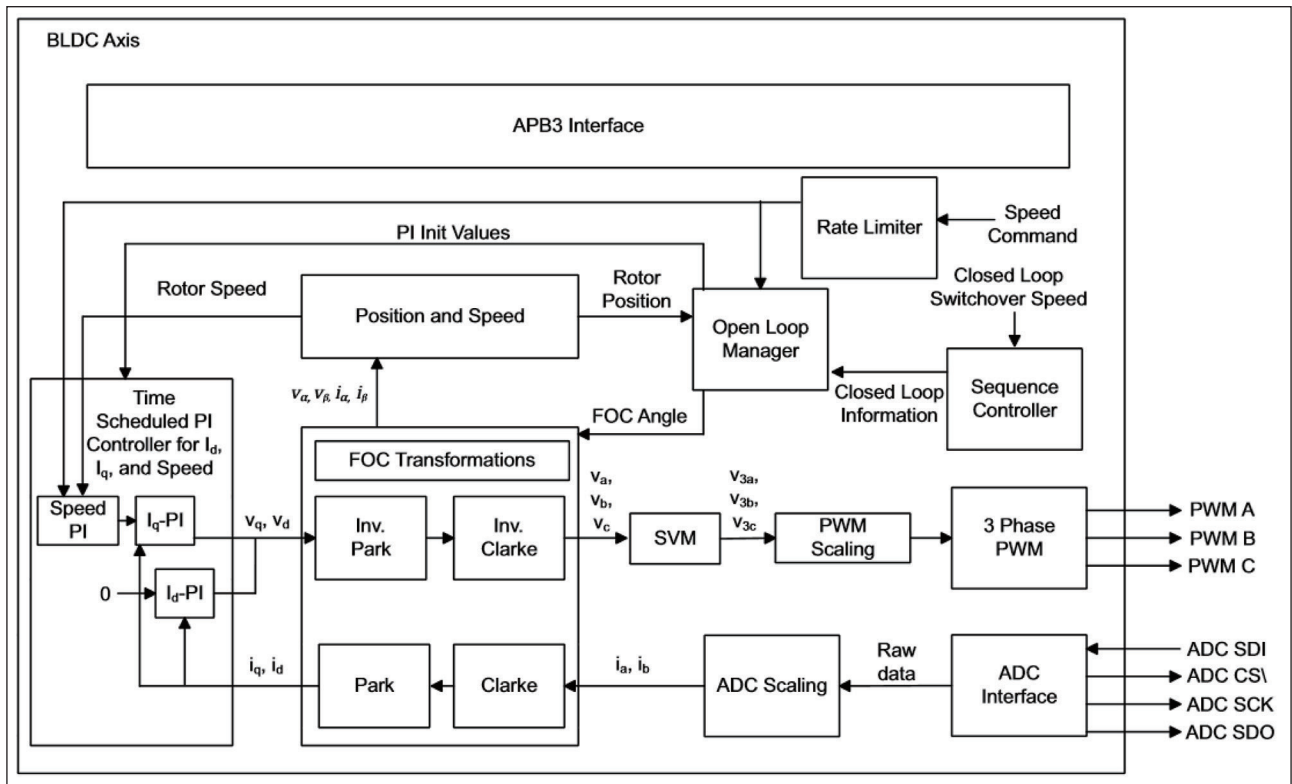 BLDC Axis
APB3 Interface
Rate Limiter
Speed
Command
PI Init Values
Closed Loop
Switchover Speed
Rotor Speed
Position and Speed
Rotor
Position
Open Loop
Manager
Sequence
Controller
Closed Loop
Information
vα, vβ, iα, iβ
FOC Angle
Time
Scheduled PI
Controller for Id,
Iq, and Speed
FOC Transformations
Speed
PI
Iq-PI
vq, vd
Inv.
Park
Inv.
Clarke
va,
vb,
vc
SVM
v3a,
v3b,
v3c
PWM
Scaling
3 Phase
PWM
PWM A
PWM B
PWM C
0
Id-PI
iq, id
Park
Clarke
ia, ib
ADC Scaling
Raw
data
ADC
Interface
ADC SDI
ADC CS\
ADC SCK
ADC SDO